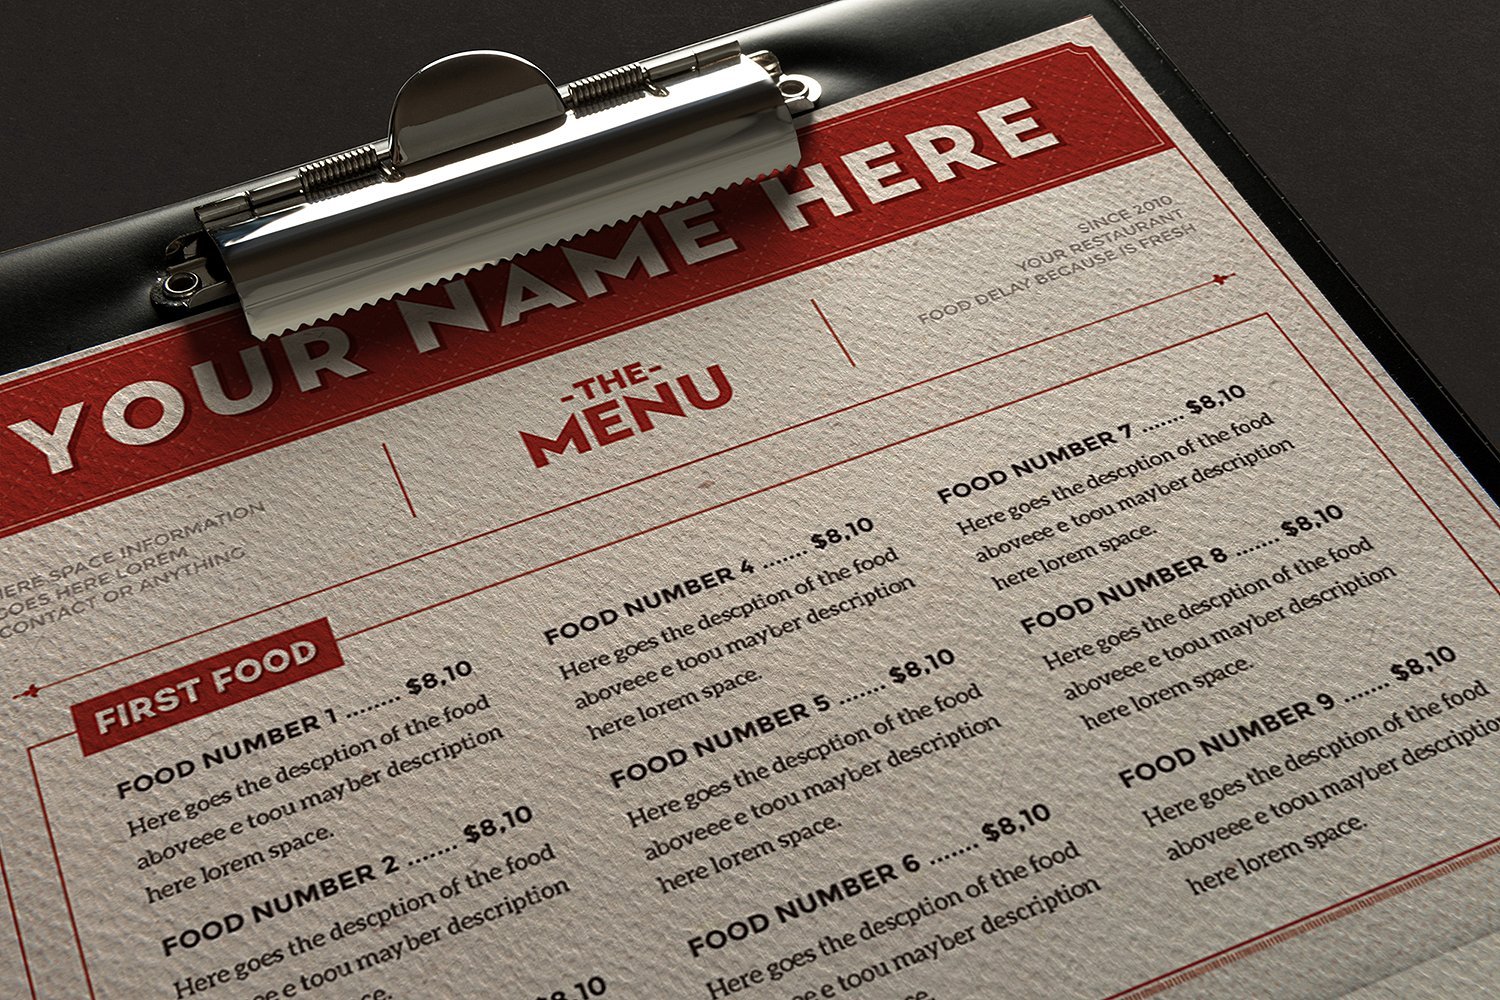 YOUR NAME HERE
HERE SPACE INFORMATION
GOES HERE LOREM
CONTACT OR ANYTHING
-THE-
MENU
SINCE 2010
YOUR RESTAURANT
FOOD DELAY BECAUSE IS FRESH
FIRST FOOD
FOOD NUMBER 1 ........ $8,10
Here goes the descption of the food
aboveee e toou mayber description
here lorem space.
FOOD NUMBER 2 ....... $8,10
Here goes the descption of the food
aboveee e toou mayber description
space.
$8,10
FOOD NUMBER 4 ....... $8,10
Here goes the descption of the food
aboveee e toou mayber description
here lorem space.
FOOD NUMBER 5 ....... $8,10
Here goes the descption of the food
aboveee e toou mayber description
here lorem space.
FOOD NUMBER 6 ....... $8,10
Here goes the descption of the food
aboveee e toou mayber description
FOOD NUMBER 7 ....... $8,10
Here goes the descption of the food
aboveee e toou mayber description
here lorem space.
FOOD NUMBER 8 ....... $8,10
Here goes the descption of the food
aboveee e toou mayber description
here lorem space.
FOOD NUMBER 9 ....... $8,10
Here goes the descption of the food
aboveee e toou mayber description
here lorem space.